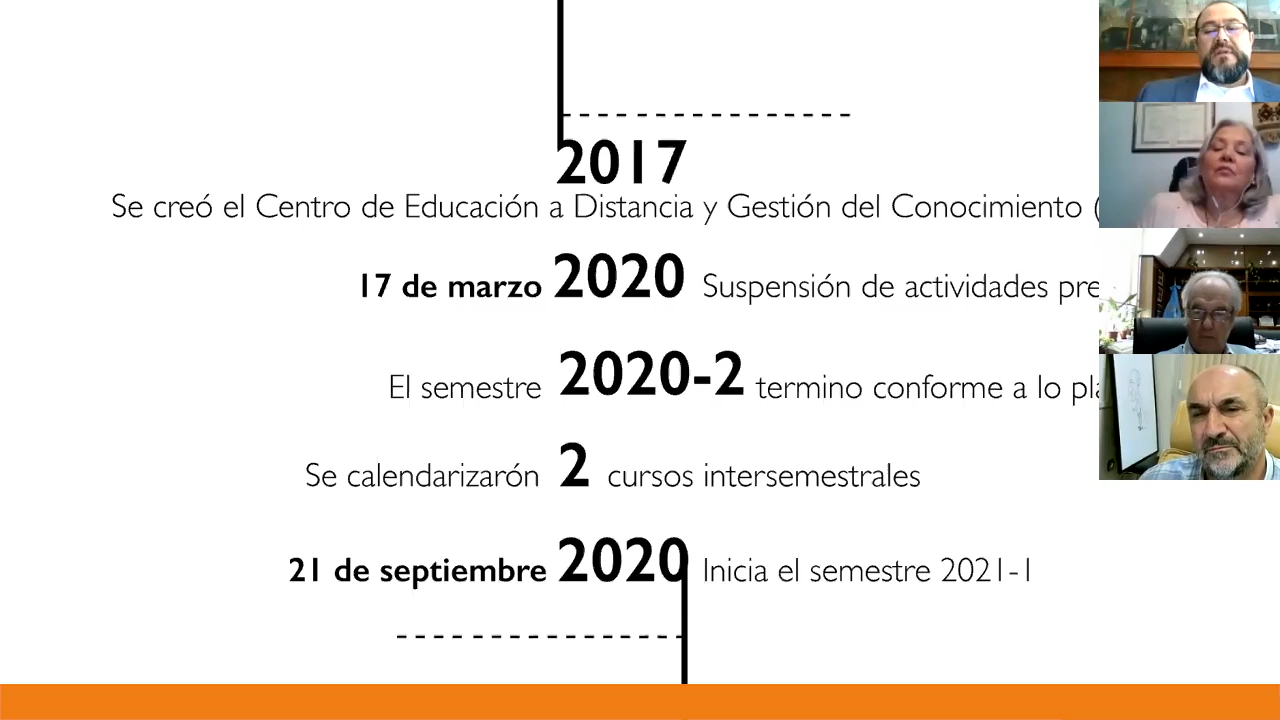 2017
Se creó el Centro de Educación a Distancia y Gestión del Conocimiento (
17 de marzo 2020 Suspensión de actividades pre
El semestre 2020-2 termino conforme a lo pla
Se calendarizarón 2 cursos intersemestrales
21 de septiembre 2020 Inicia el semestre 2021-1